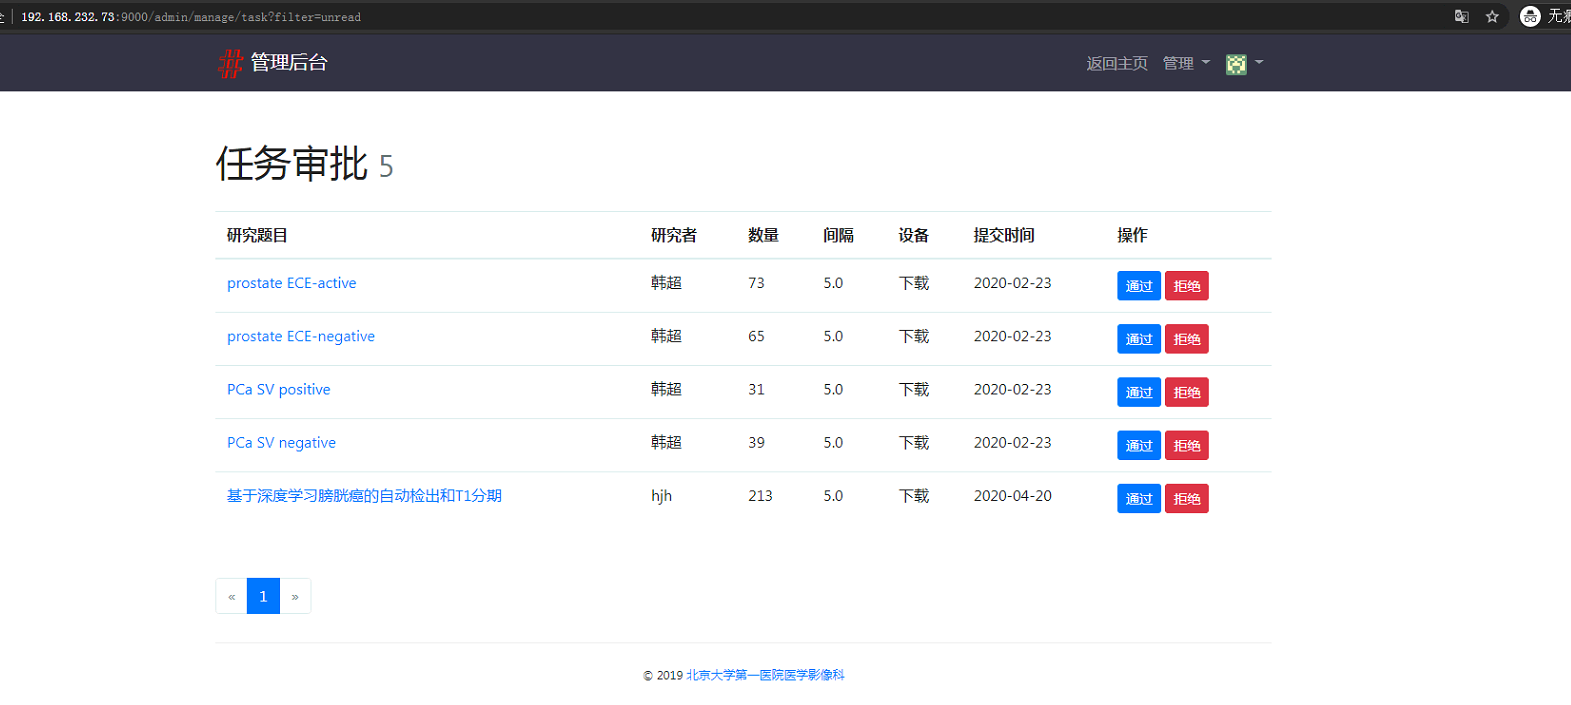 192.168.232.73:9000/admin/manage/task?filter=unread
管理后台 返回主页 管理
任务审批 5
研究题目 研究者 数量 间隔 设备 提交时间 操作
prostate ECE-active 韩超 73 5.0 下载 2020-02-23 通过 拒绝
prostate ECE-negative 韩超 65 5.0 下载 2020-02-23 通过 拒绝
PCa SV positive 韩超 31 5.0 下载 2020-02-23 通过 拒绝
PCa SV negative 韩超 39 5.0 下载 2020-02-23 通过 拒绝
基于深度学习膀胱癌的自动检出和T1分期 hjh 213 5.0 下载 2020-04-20 通过 拒绝
« 1 »
© 2019 北京大学第一医院医学影像科